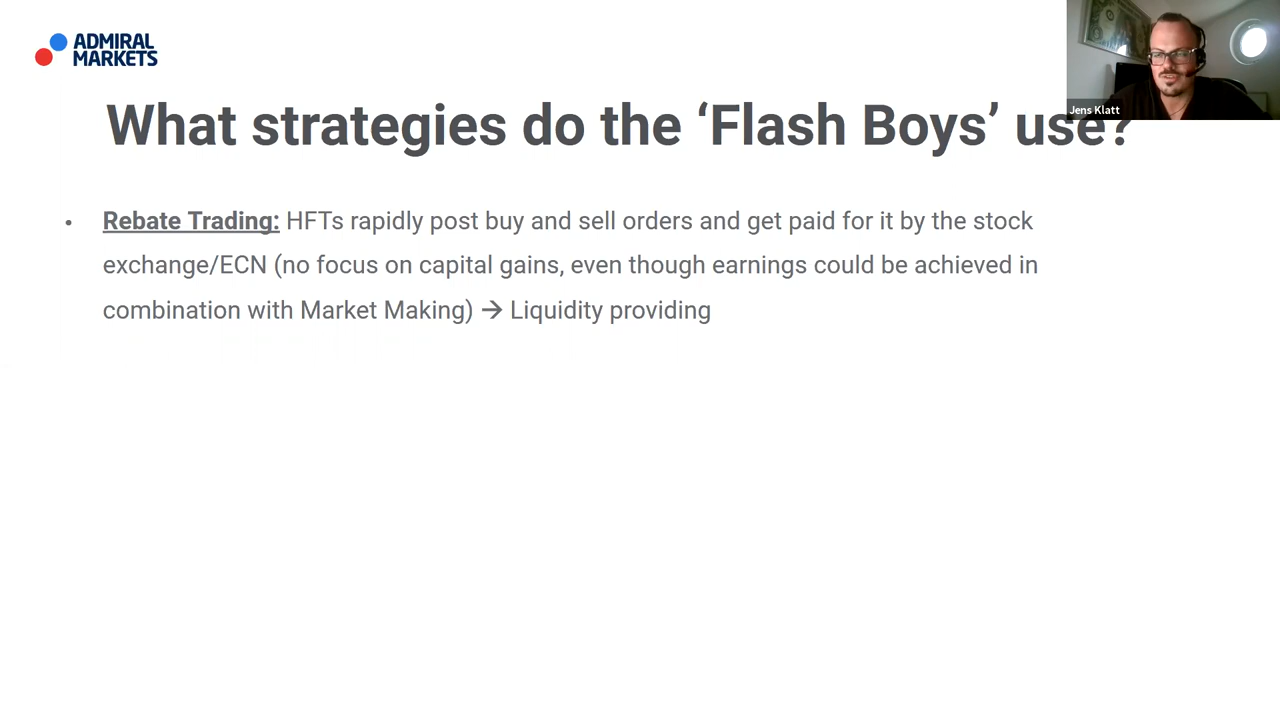 ADMIRAL
MARKETS
Jens Klatt
What strategies do the ‘Flash Boys’ use?
• Rebate Trading: HFTs rapidly post buy and sell orders and get paid for it by the stock
exchange/ECN (no focus on capital gains, even though earnings could be achieved in
combination with Market Making) → Liquidity providing